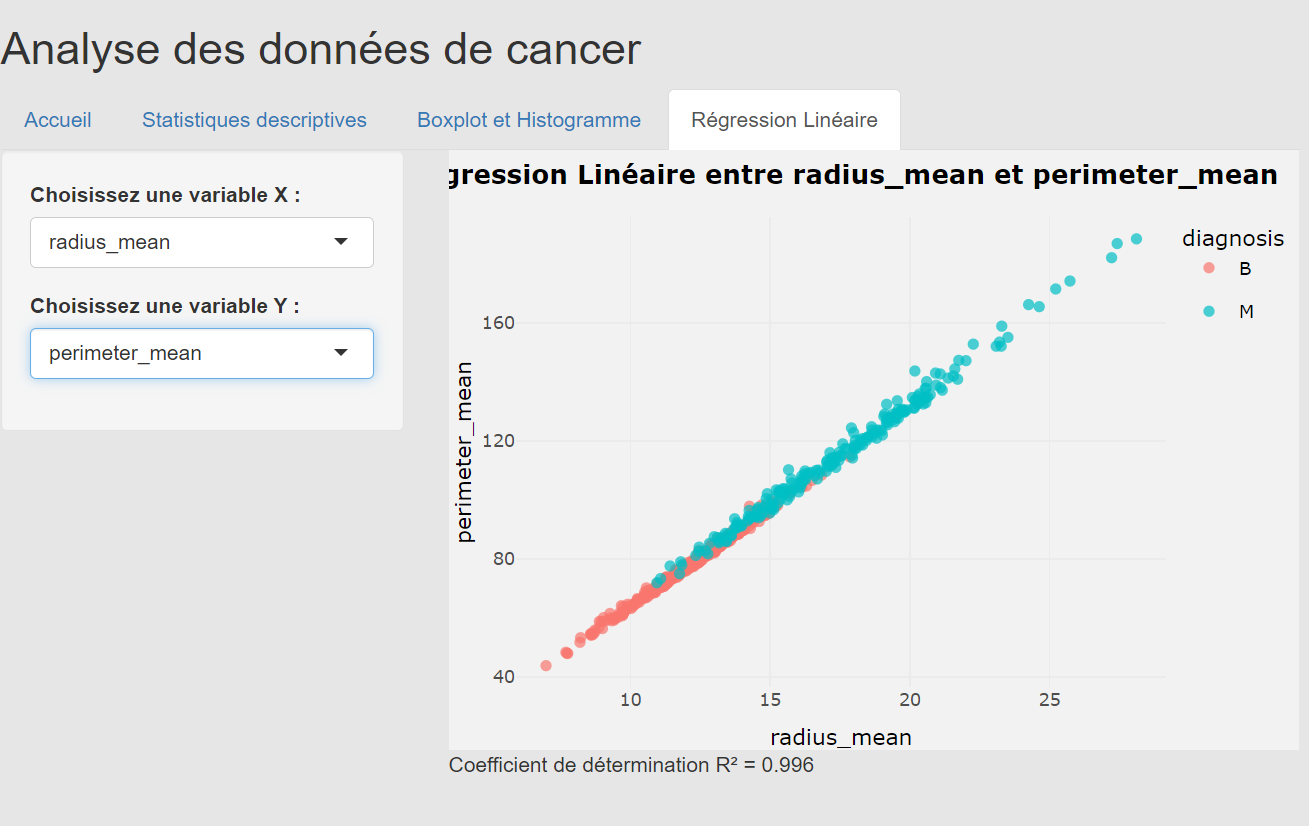 Analyse des données de cancer
Accueil Statistiques descriptives Boxplot et Histogramme Régression Linéaire
Choisissez une variable X :
radius_mean
Choisissez une variable Y :
perimeter_mean
gression Linéaire entre radius_mean et perimeter_mean
diagnosis
B
M
perimeter_mean
160
120
80
40
10 15 20 25
radius_mean
Coefficient de détermination R² = 0.996